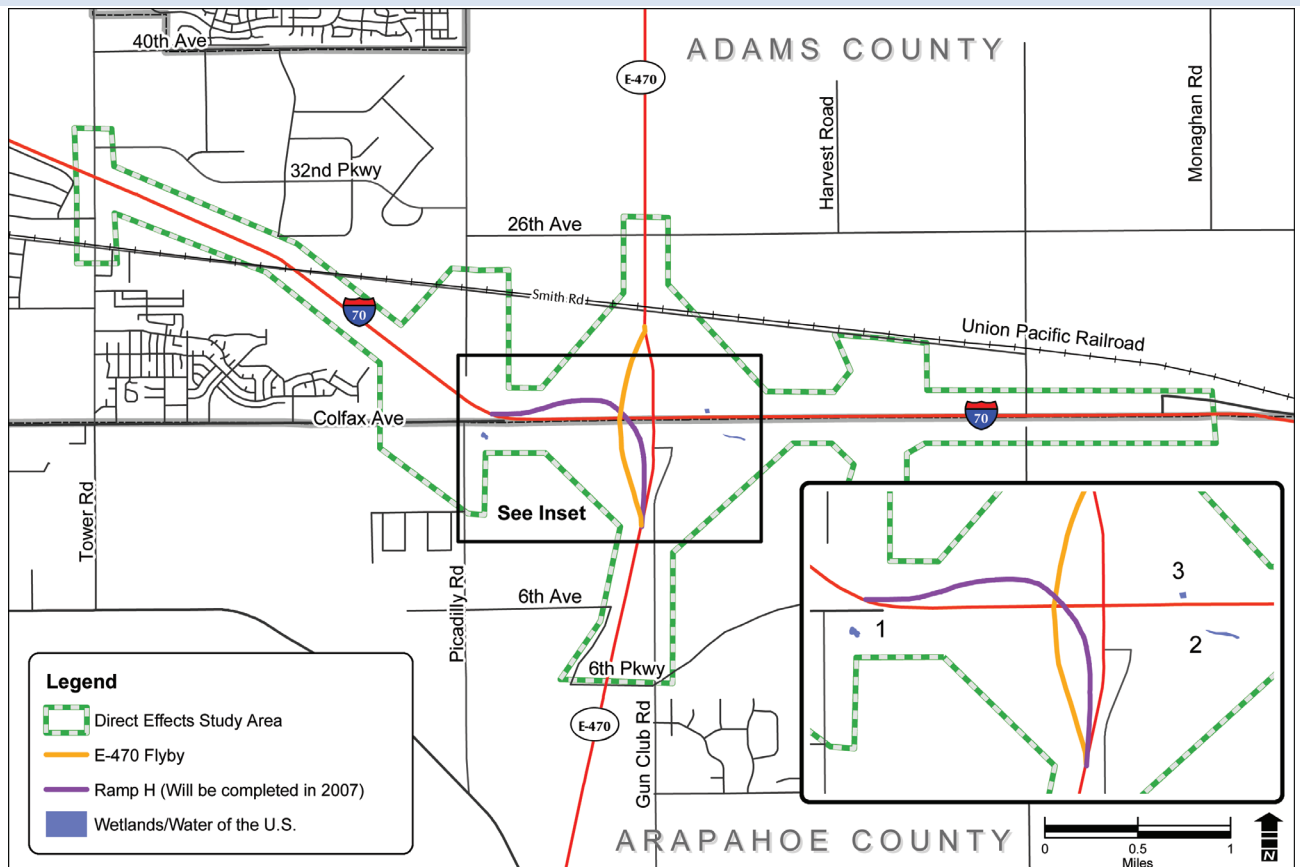 40th Ave
ADAMS COUNTY
E-470
Harvest Road
Monaghan Rd
32nd Pkwy
26th Ave
Smith Rd
70
Union Pacific Railroad
Colfax Ave
70
Tower Rd
See Inset
Picadilly Rd
6th Ave
6th Pkwy
E-470
Gun Club Rd
3
1
2
Legend
Direct Effects Study Area
E-470 Flyby
Ramp H (Will be completed in 2007)
Wetlands/Water of the U.S.
ARAPAHOE COUNTY
0 0.5 1
Miles
N